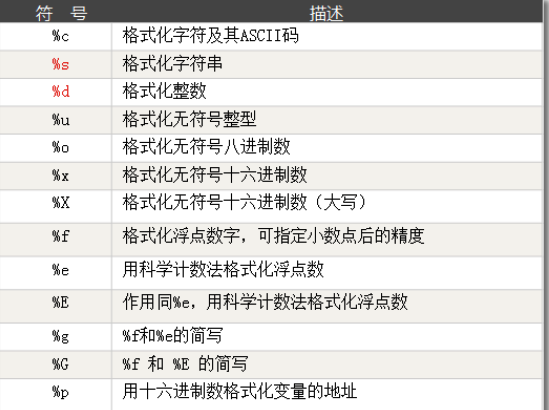 符 号 描述
%c 格式化字符及其ASCII码
%s 格式化字符串
%d 格式化整数
%u 格式化无符号整型
%o 格式化无符号八进制数
%x 格式化无符号十六进制数
%X 格式化无符号十六进制数（大写）
%f 格式化浮点数字，可指定小数点后的精度
%e 用科学计数法格式化浮点数
%E 作用同%e，用科学计数法格式化浮点数
%g %f和%e的简写
%G %f 和 %E 的简写
%p 用十六进制数格式化变量的地址